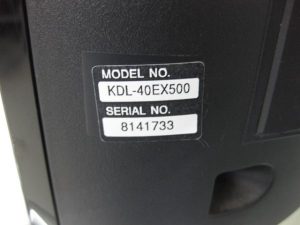 MODEL NO.
KDL-40EX500
SERIAL NO.
8141733